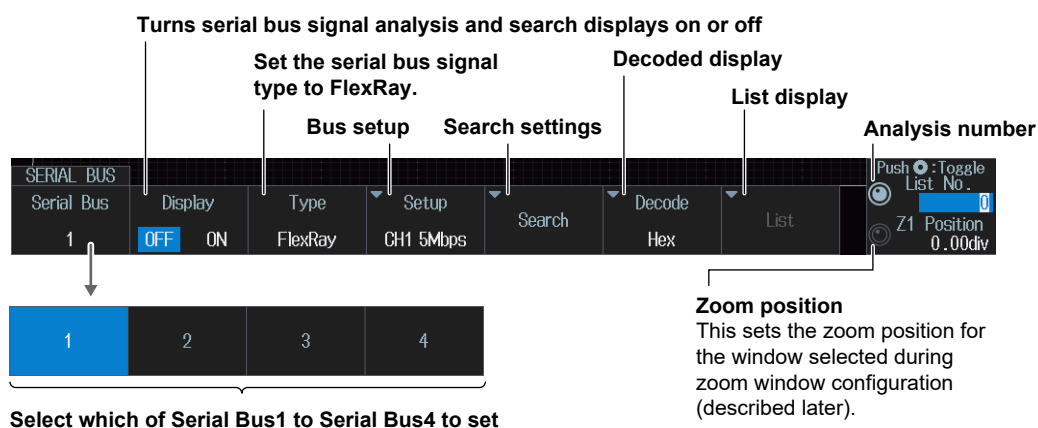 Turns serial bus signal analysis and search displays on or off
Set the serial bus signal
type to FlexRay.
Decoded display
List display
Bus setup
Search settings
Analysis number
SERIAL BUS
Serial Bus
1
Display
OFF ON
Type
FlexRay
Setup
CH1 5Mbps
Search
Decode
Hex
List
Push :Toggle
List No.
0
Z1 Position
0.00div
1
2
3
4
Select which of Serial Bus1 to Serial Bus4 to set
Zoom position
This sets the zoom position for
the window selected during
zoom window configuration
(described later).